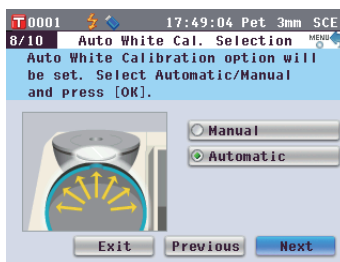 T 0001 17:49:04 Pet 3mm SCE
8/10 Auto White Cal. Selection MENU
Auto White Calibration option will
be set. Select Automatic/Manual
and press [OK].
Manual
Automatic
Exit Previous Next